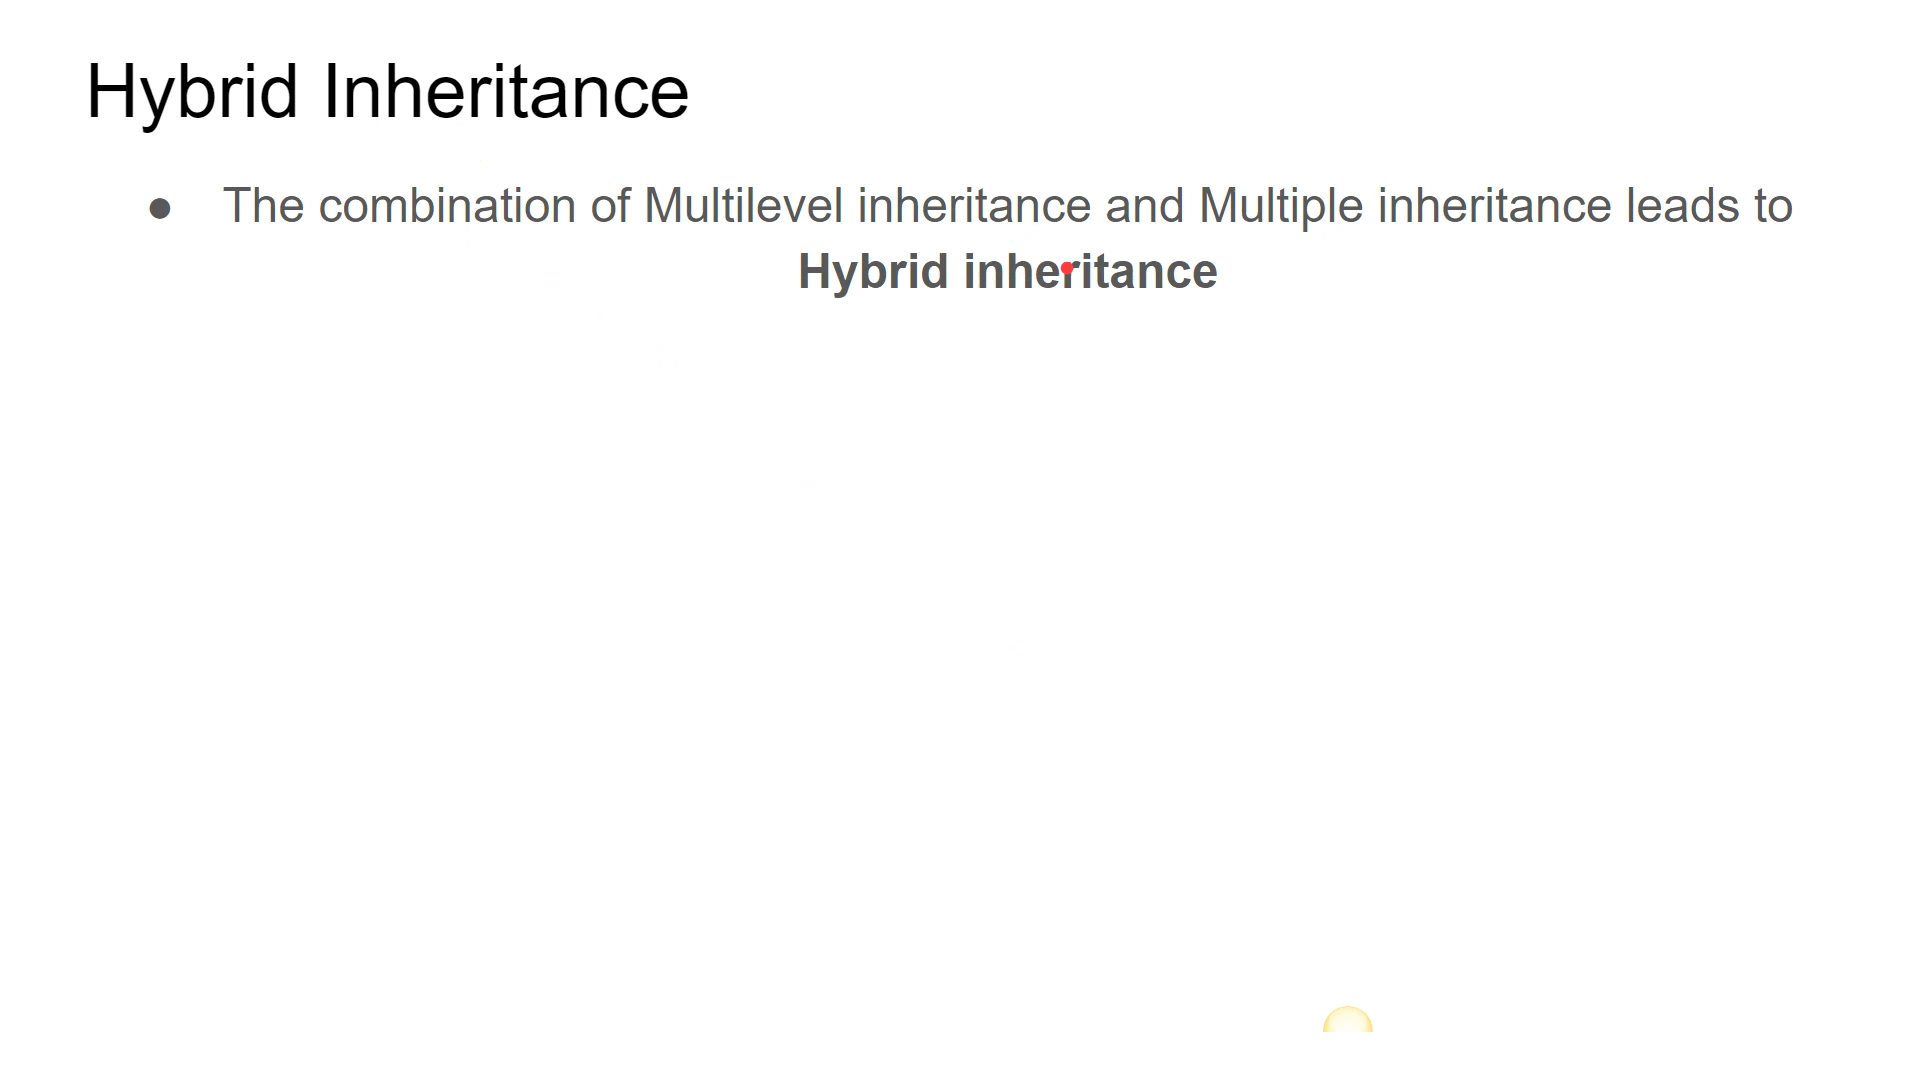 Hybrid Inheritance
● The combination of Multilevel inheritance and Multiple inheritance leads to
Hybrid inheritance